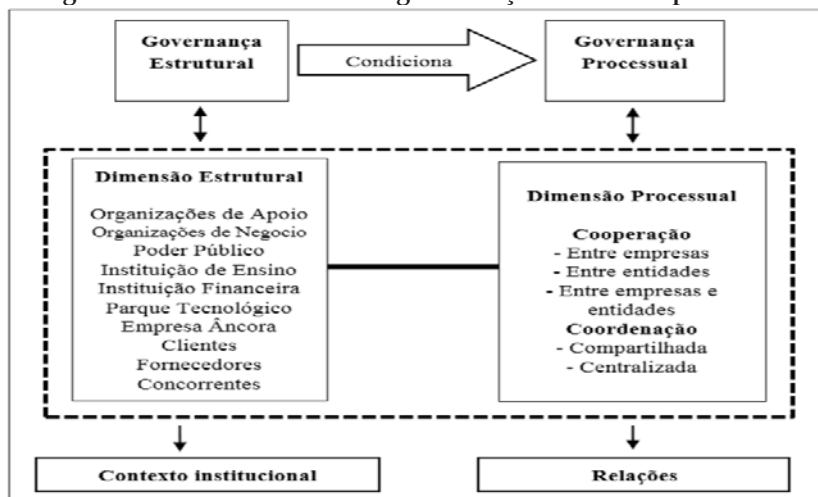 Governança
Estrutural
Condiciona
Governança
Processual
Dimensão Estrutural
Organizações de Apoio
Organizações de Negocio
Poder Público
Instituição de Ensino
Instituição Financeira
Parque Tecnológico
Empresa Âncora
Clientes
Fornecedores
Concorrentes
Dimensão Processual
Cooperação
- Entre empresas
- Entre entidades
- Entre empresas e
entidades
Coordenação
- Compartilhada
- Centralizada
Contexto institucional
Relações